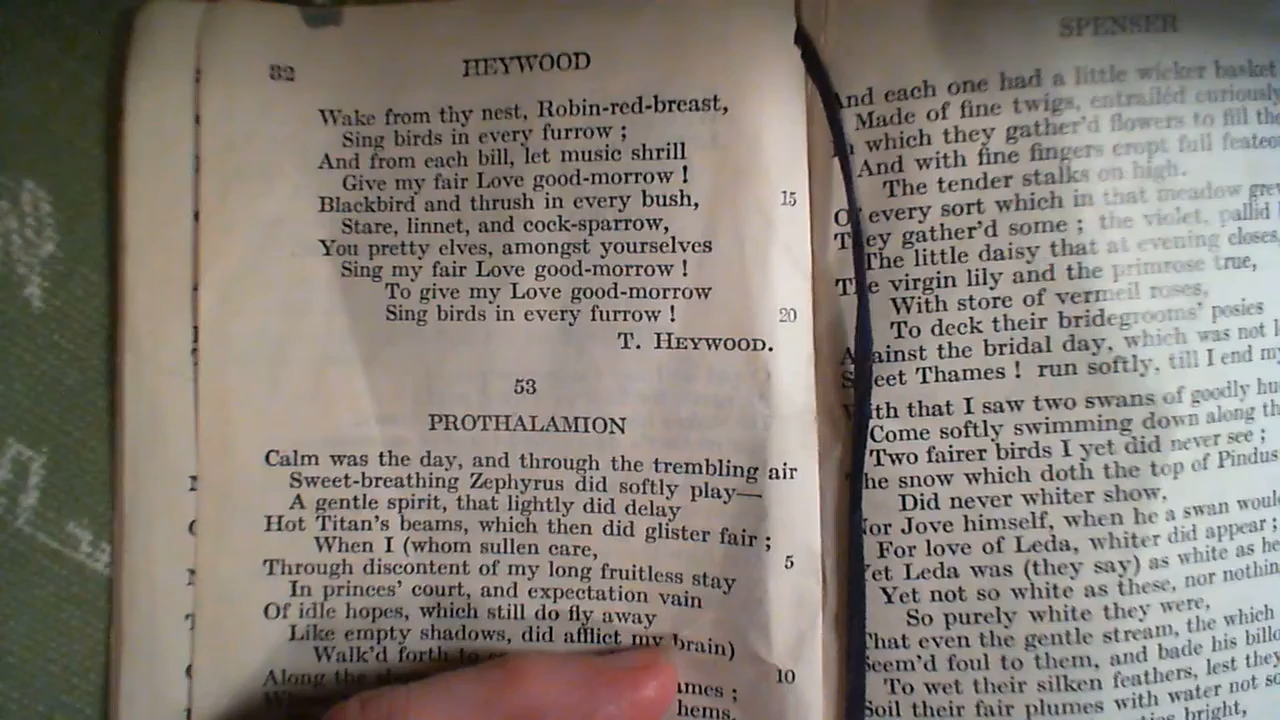 32
HEYWOOD
Wake from thy nest, Robin-red-breast,
Sing birds in every furrow ;
And from each bill, let music shrill
Give my fair Love good-morrow !
Blackbird and thrush in every bush, 15
Stare, linnet, and cock-sparrow,
You pretty elves, amongst yourselves
Sing my fair Love good-morrow !
To give my Love good-morrow
Sing birds in every furrow ! 20
T. HEYWOOD.
53
PROTHALAMION
Calm was the day, and through the trembling air
Sweet-breathing Zephyrus did softly play—
A gentle spirit, that lightly did delay
Hot Titan's beams, which then did glister fair ;
When I (whom sullen care,
Through discontent of my long fruitless stay 5
In princes' court, and expectation vain
Of idle hopes, which still do fly away
Like empty shadows, did afflict my brain)
Walk'd forth to
Along the 10
SPENSER
And each one had a little wicker basket
Made of fine twigs, entrailéd curiously
which they gather'd flowers to fill the
And with fine fingers cropt full
The tender stalks on high.
Of every sort which in that meadow grew
They gather'd some ; the violet, pallid
The little daisy that at evening closes,
The virgin lily and the primrose true,
With store of vermeil roses,
To deck their bridegrooms' posies
Against the bridal day, which was not
Sweet Thames ! run softly, till I end my
With that I saw two swans of goodly
Come softly swimming down along
Two fairer birds I yet did never see ;
The snow which doth the top of Pindus
Did never whiter show,
Nor Jove himself, when he a swan would
For love of Leda, whiter did appear ;
Yet Leda was (they say) as white as he
Yet not so white as these, nor
So purely white they were,
That even the gentle stream, the which
Seem'd foul to them, and bade his
To wet their silken feathers, lest they
Soil their fair plumes with water not so
bright,